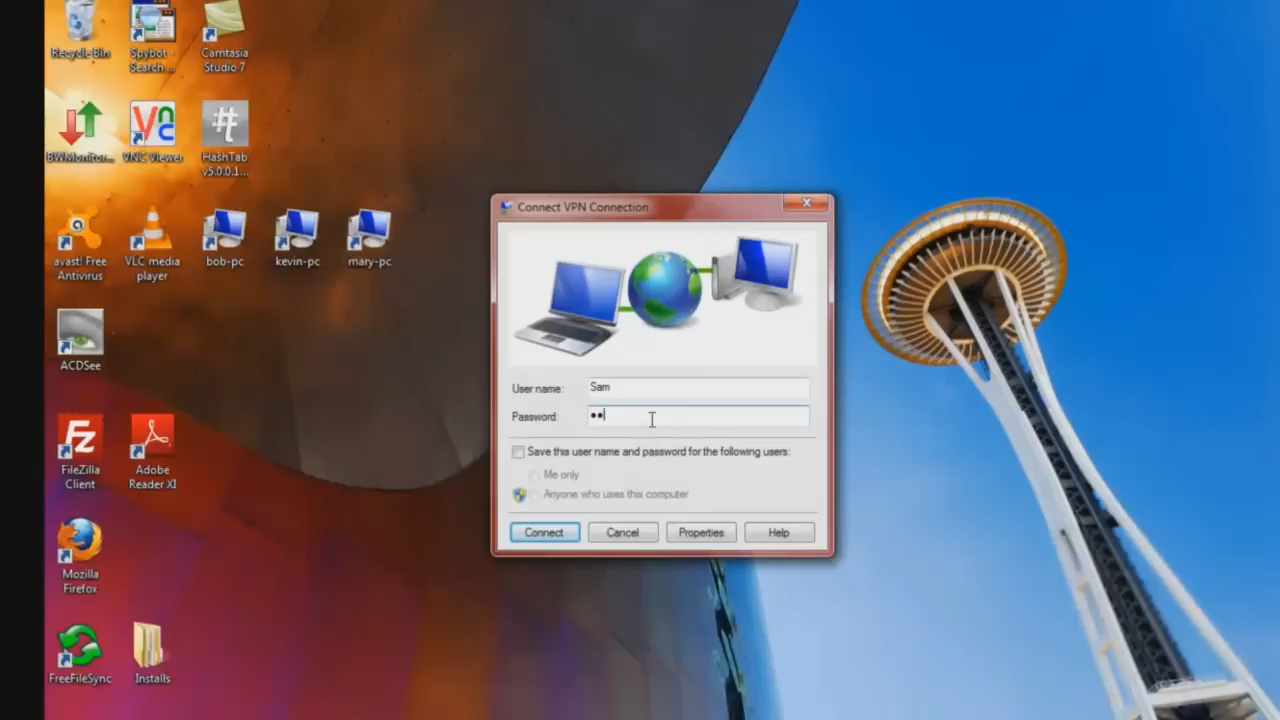 Recycle Bin
Spybot -
Search ...
Camtasia
Studio 7
BWMonitor...
VNC Viewer
HashTab
v5.0.0.1...
avast! Free
Antivirus
VLC media
player
bob-pc
kevin-pc
mary-pc
ACDSee
FileZilla
Client
Adobe
Reader XI
Mozilla
Firefox
FreeFileSync
Installs
Connect VPN Connection
User name:
Sam
Password:
••
Save this user name and password for the following users:
Me only
Anyone who uses this computer
Connect
Cancel
Properties
Help